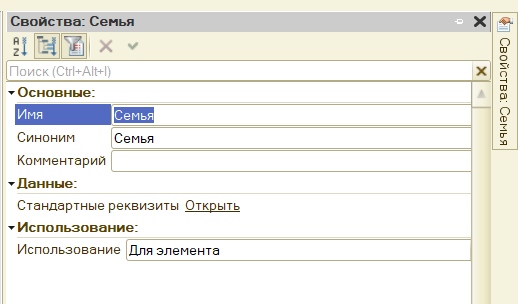 Свойства: Семья
Поиск (Ctrl+Alt+I)
Основные:
Имя Семья
Синоним Семья
Комментарий
Данные:
Стандартные реквизиты Открыть
Использование:
Использование Для элемента
Свойства: Семья